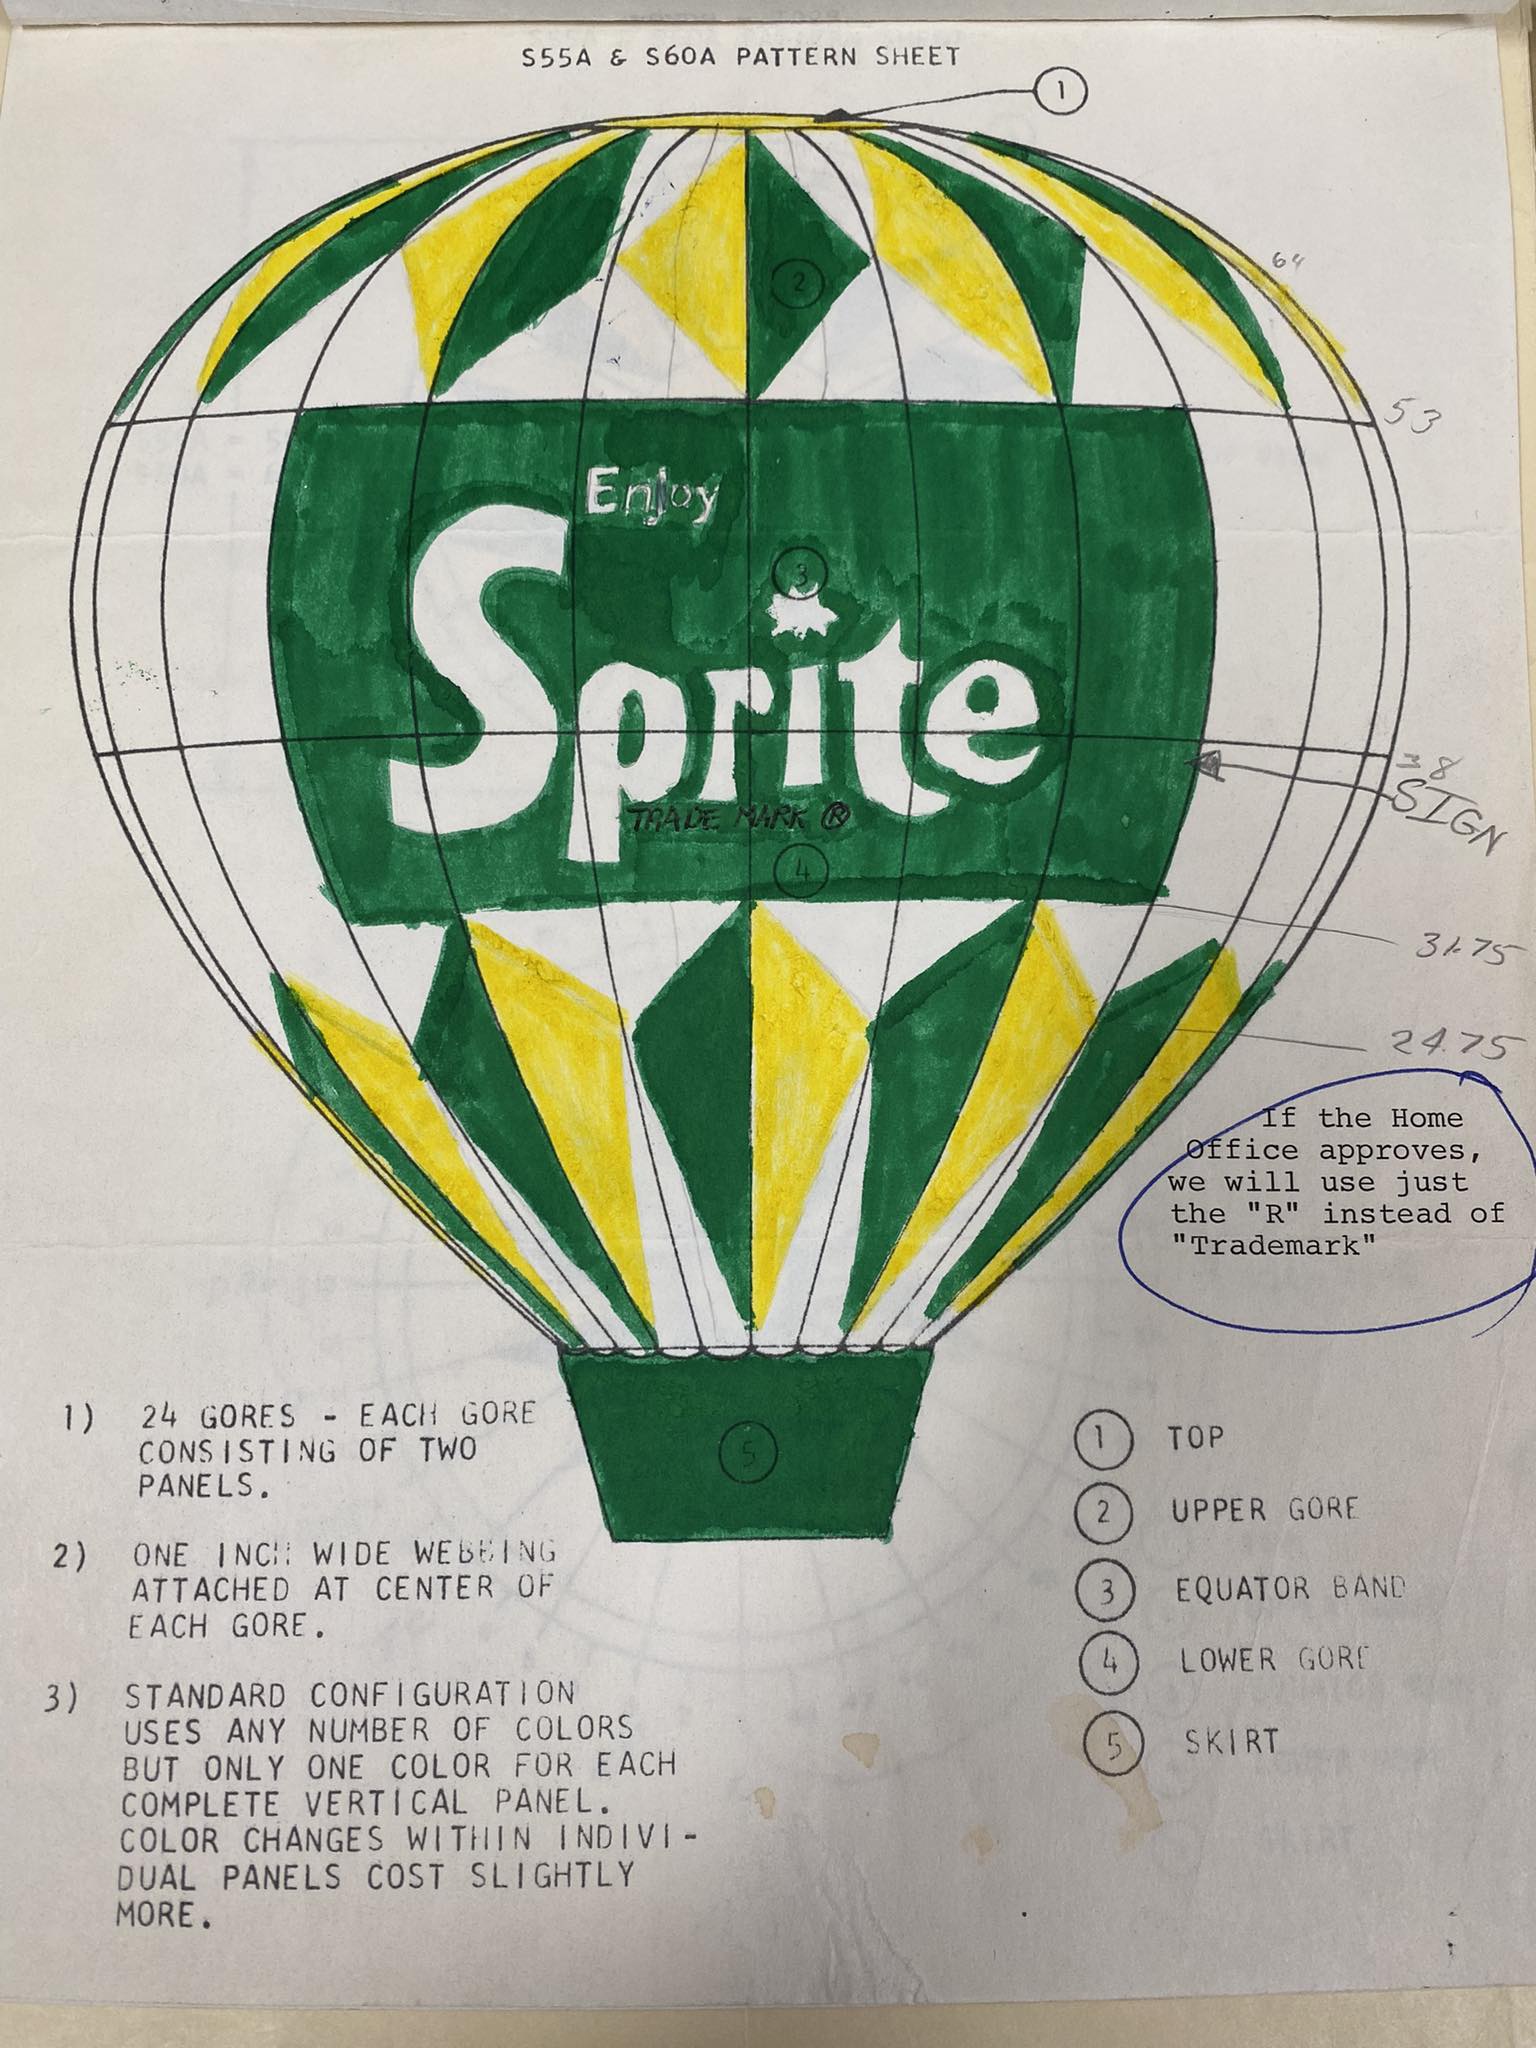 S55A & S60A PATTERN SHEET
1
2
64
53
Enjoy
3
Sprite
38
SIGN
TRADE MARK ®
4
31.75
24.75
If the Home
Office approves,
we will use just
the "R" instead of
"Trademark"
5
1) 24 GORES - EACH GORE
CONSISTING OF TWO
PANELS.
2) ONE INCH WIDE WEBBING
ATTACHED AT CENTER OF
EACH GORE.
3) STANDARD CONFIGURATION
USES ANY NUMBER OF COLORS
BUT ONLY ONE COLOR FOR EACH
COMPLETE VERTICAL PANEL.
COLOR CHANGES WITHIN INDIVI-
DUAL PANELS COST SLIGHTLY
MORE.
1 TOP
2 UPPER GORE
3 EQUATOR BAND
4 LOWER GORE
5 SKIRT